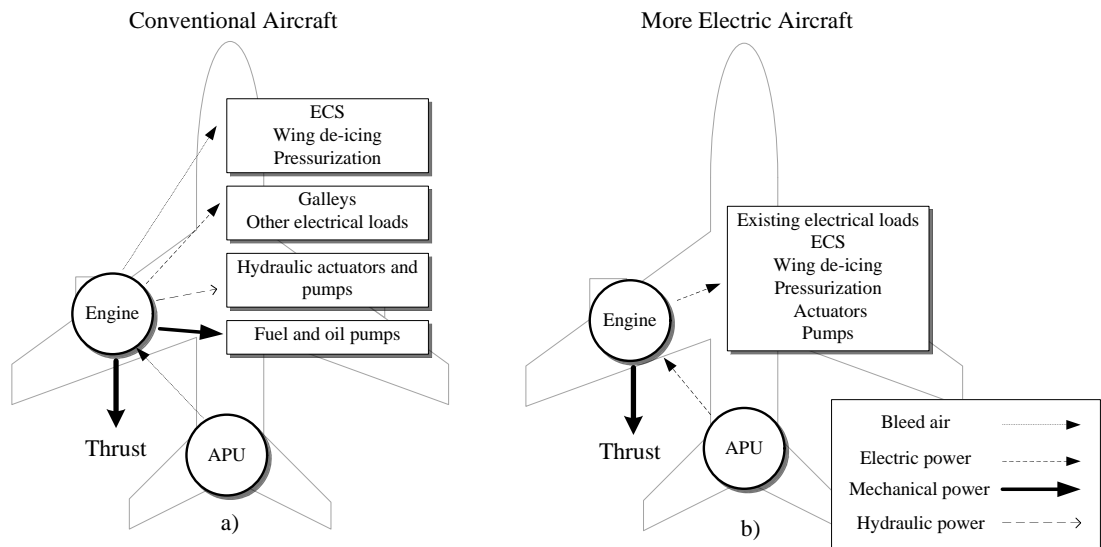 Conventional Aircraft
ECS
Wing de-icing
Pressurization
Galleys
Other electrical loads
Hydraulic actuators and
pumps
Fuel and oil pumps
Engine
Thrust
APU
a)
More Electric Aircraft
Existing electrical loads
ECS
Wing de-icing
Pressurization
Actuators
Pumps
Engine
Thrust
APU
b)
Bleed air
Electric power
Mechanical power
Hydraulic power